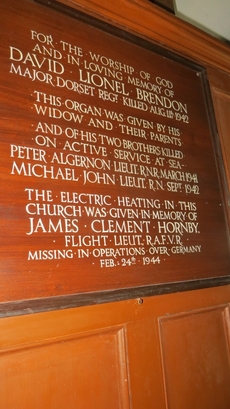 FOR · THE · WORSHIP · OF · GOD
AND · IN · LOVING · MEMORY · OF
DAVID · LIONEL · BRENDON
MAJOR · DORSET · REGT · KILLED · AUG. 1942
· THIS · ORGAN · WAS · GIVEN · BY · HIS ·
WIDOW · AND · THEIR · PARENTS
AND · OF · HIS · TWO · BROTHERS · KILLED
· ON · ACTIVE · SERVICE · AT · SEA ·
PETER · ALGERNON · LIEUT. R.N.R. MARCH 1941
MICHAEL · JOHN · LIEUT. R.N. SEPT. 1942
THE · ELECTRIC · HEATING · IN · THIS
CHURCH · WAS · GIVEN · IN · MEMORY · OF
JAMES · CLEMENT · HORNBY.
· FLIGHT · LIEUT. R.A.F.V.R. ·
MISSING · IN · OPERATIONS · OVER · GERMANY
· FEB. · 24TH · 1944 ·